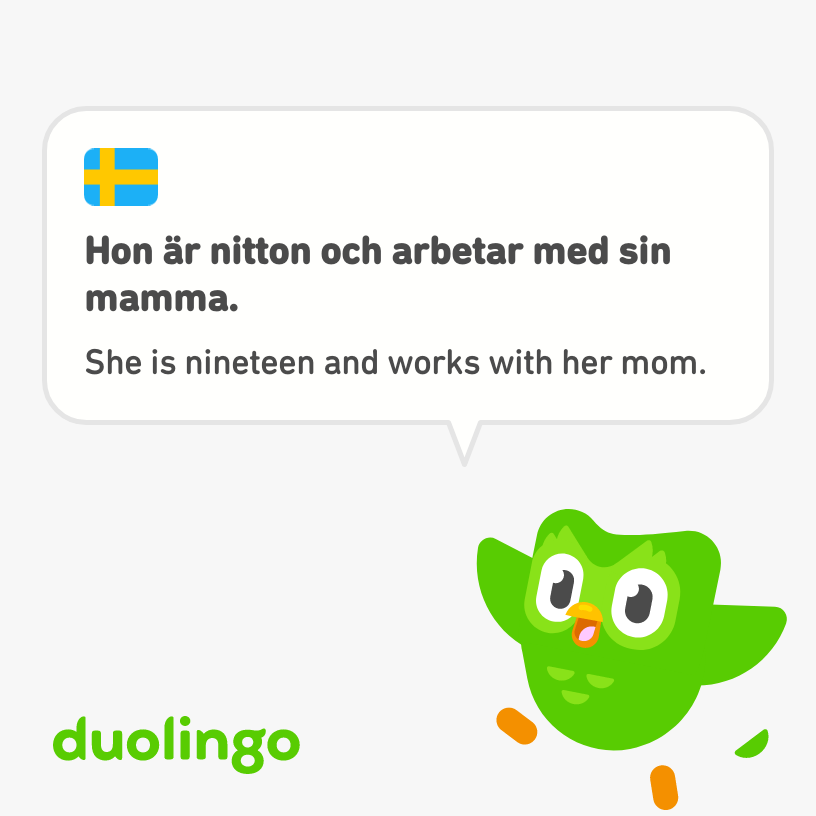 Hon är nitton och arbetar med sin
mamma.
She is nineteen and works with her mom.
duolingo